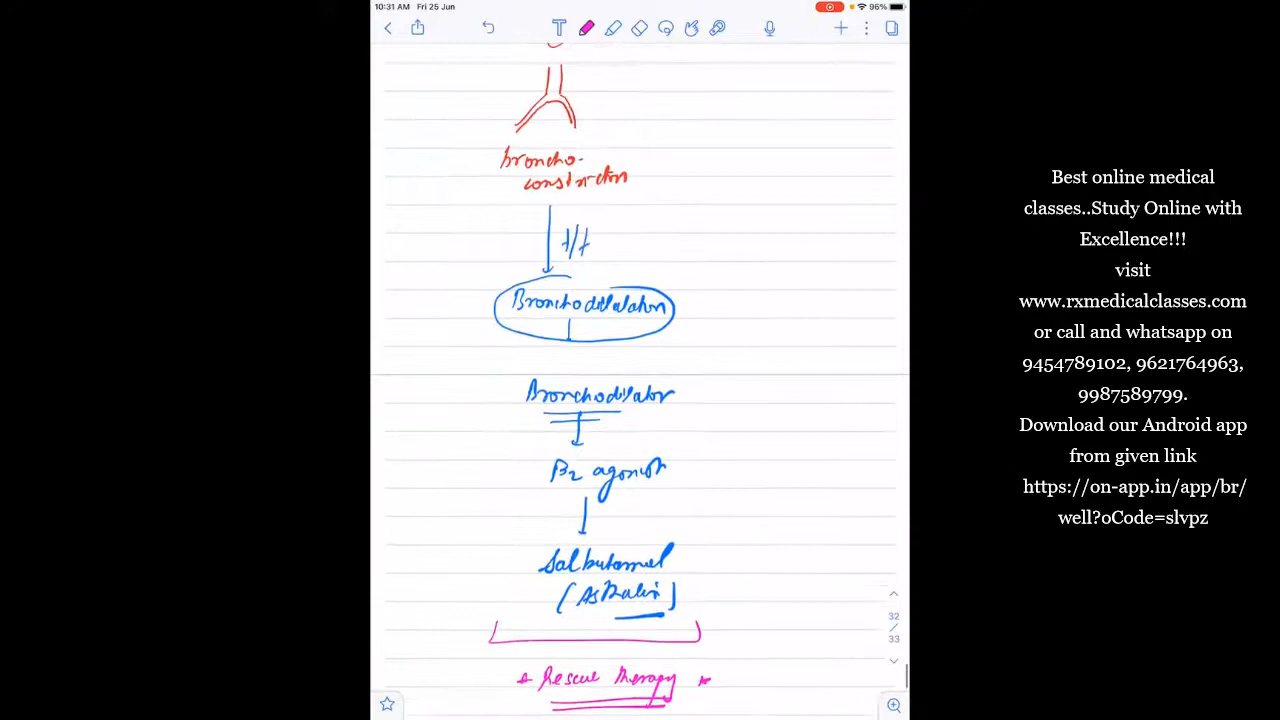 10:31 AM Fri 25 Jun
96%
T
Broncho-
constriction
t/t
Bronchodilalation
Bronchodilator
B2 agonist
Salbutamol
(Asthalin)
* Rescue therapy *
32
/
33
Best online medical
classes..Study Online with
Excellence!!!
visit
www.rxmedicalclasses.com
or call and whatsapp on
9454789102, 9621764963,
9987589799.
Download our Android app
from given link
https://on-app.in/app/br/
well?oCode=slvpz